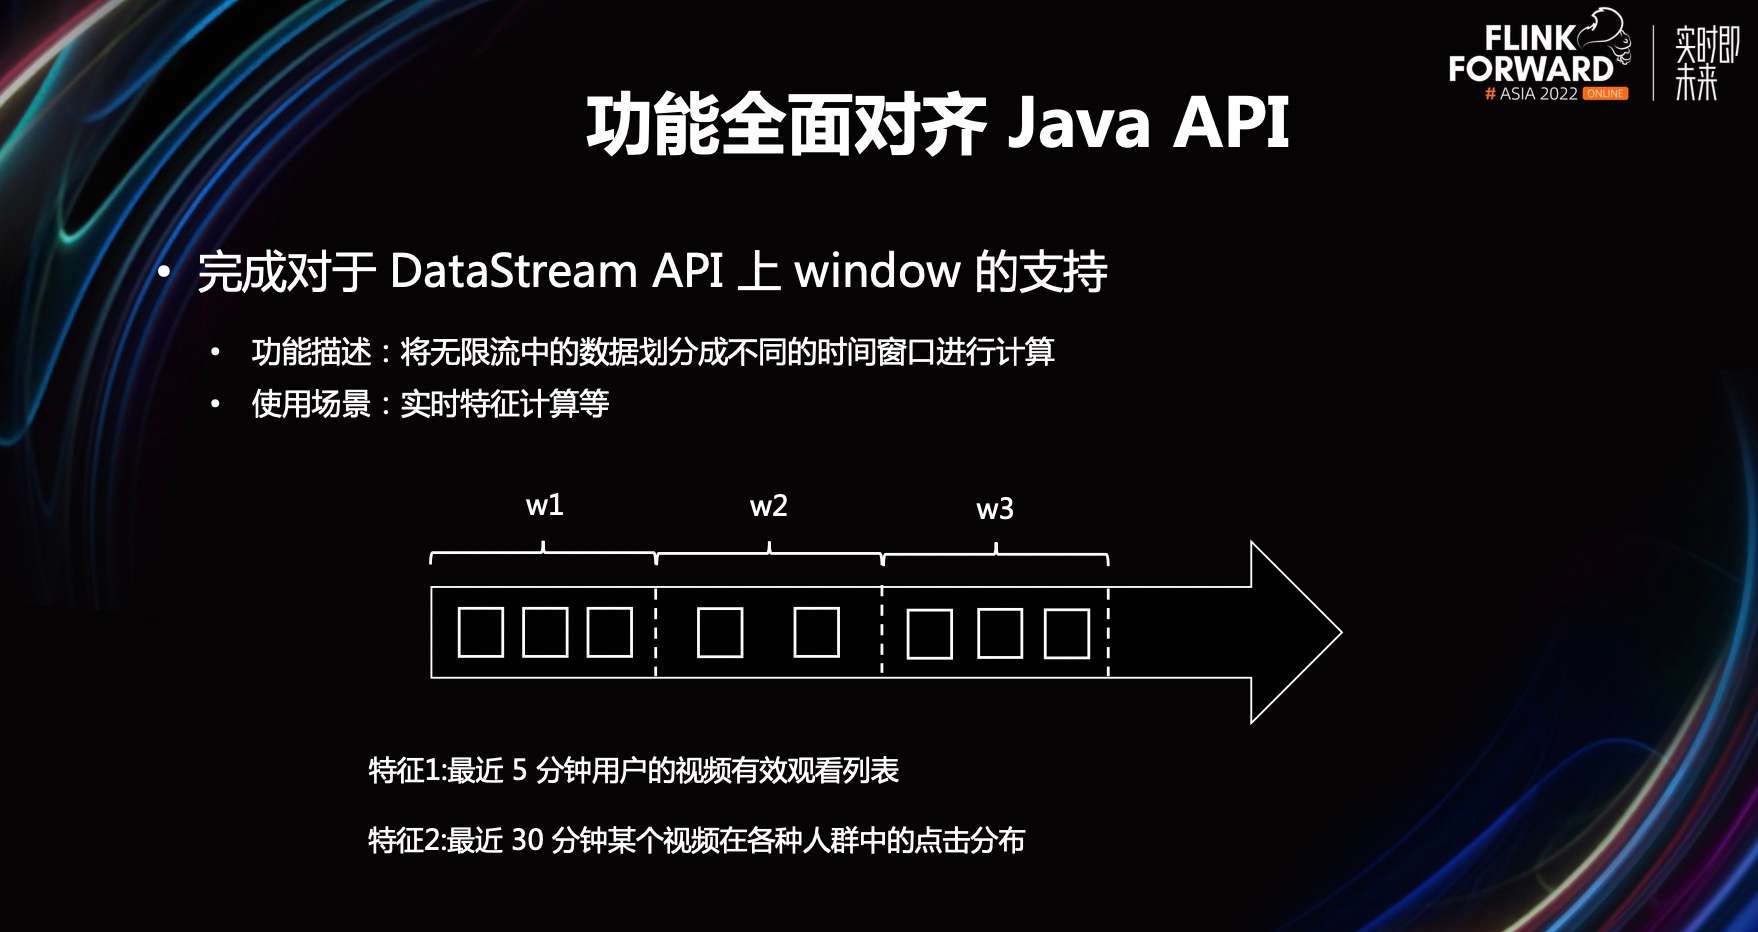 FLINK
FORWARD
# ASIA 2022 ONLINE
实时即
未来
功能全面对齐 Java API
• 完成对于 DataStream API 上 window 的支持
• 功能描述：将无限流中的数据划分成不同的时间窗口进行计算
• 使用场景：实时特征计算等
w1 w2 w3
特征1:最近 5 分钟用户的视频有效观看列表
特征2:最近 30 分钟某个视频在各种人群中的点击分布